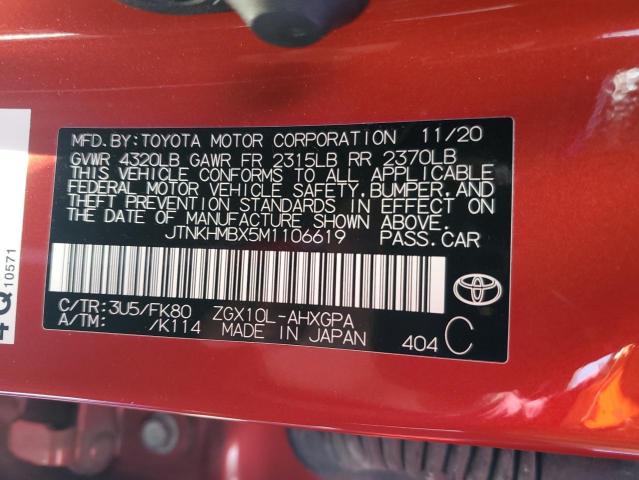 MFD.BY:TOYOTA MOTOR CORPORATION 11/20
GVWR 4320LB GAWR FR 2315LB RR 2370LB
THIS VEHICLE CONFORMS TO ALL APPLICABLE
FEDERAL MOTOR VEHICLE SAFETY, BUMPER, AND
THEFT PREVENTION STANDARDS IN EFFECT ON
THE DATE OF MANUFACTURE SHOWN ABOVE.
JTNKHMBX5M1106619 PASS.CAR
C/TR:3U5/FK80 ZGX10L-AHXGPA
A/TM: /K114 MADE IN JAPAN 404 C
Q 10571